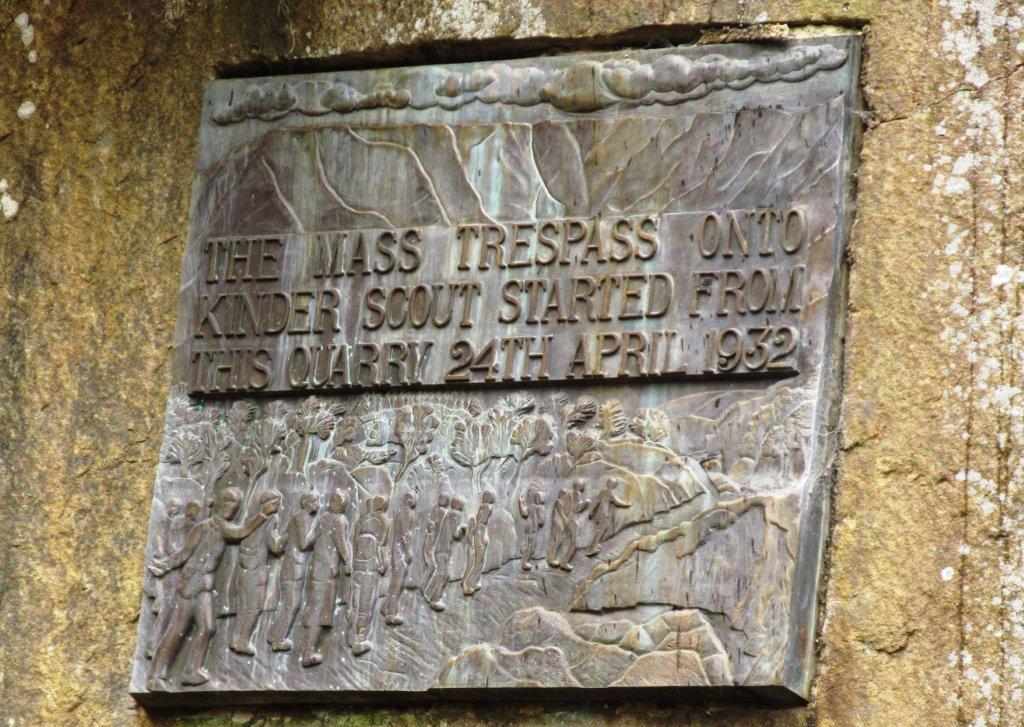 THE MASS TRESPASS ONTO
KINDER SCOUT STARTED FROM
THIS QUARRY 24TH APRIL 1932